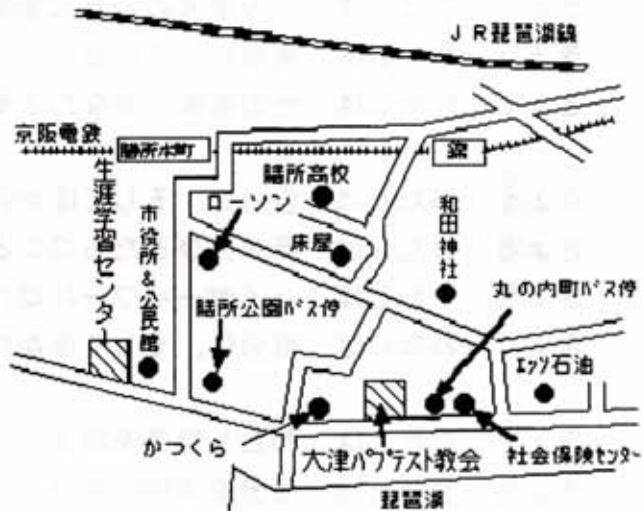 JR琵琶湖線
京阪電鉄
膳所本町
錦
膳所高校
ローソン
床屋
和田神社
生涯学習センター
市役所&公民館
丸の内町バス停
膳所公園バス停
エッソ石油
かつくら
大津バプテスト教会
社会保険センター
琵琶湖